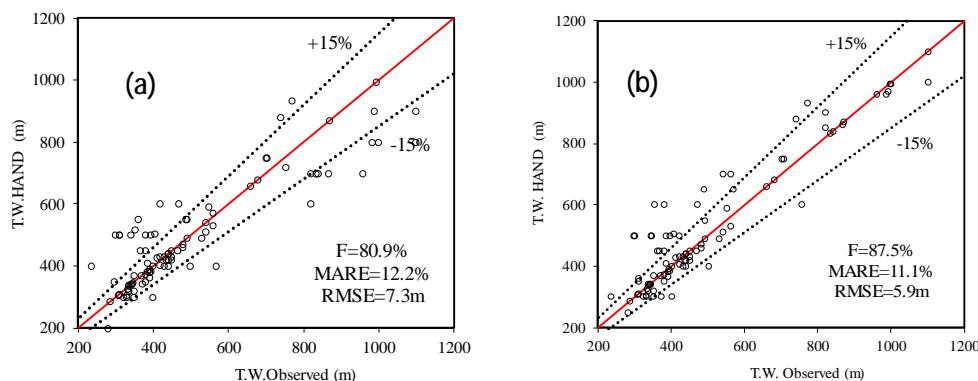 1200
1000
800
600
400
200
T.W.HAND (m)
(a)
+15%
-15%
F=80.9%
MARE=12.2%
RMSE=7.3m
200 400 600 800 1000 1200
T.W.Observed (m)
1200
1000
800
600
400
200
T.W. HAND (m)
(b)
+15%
-15%
F=87.5%
MARE=11.1%
RMSE=5.9m
200 400 600 800 1000 1200
T.W. Observed (m)